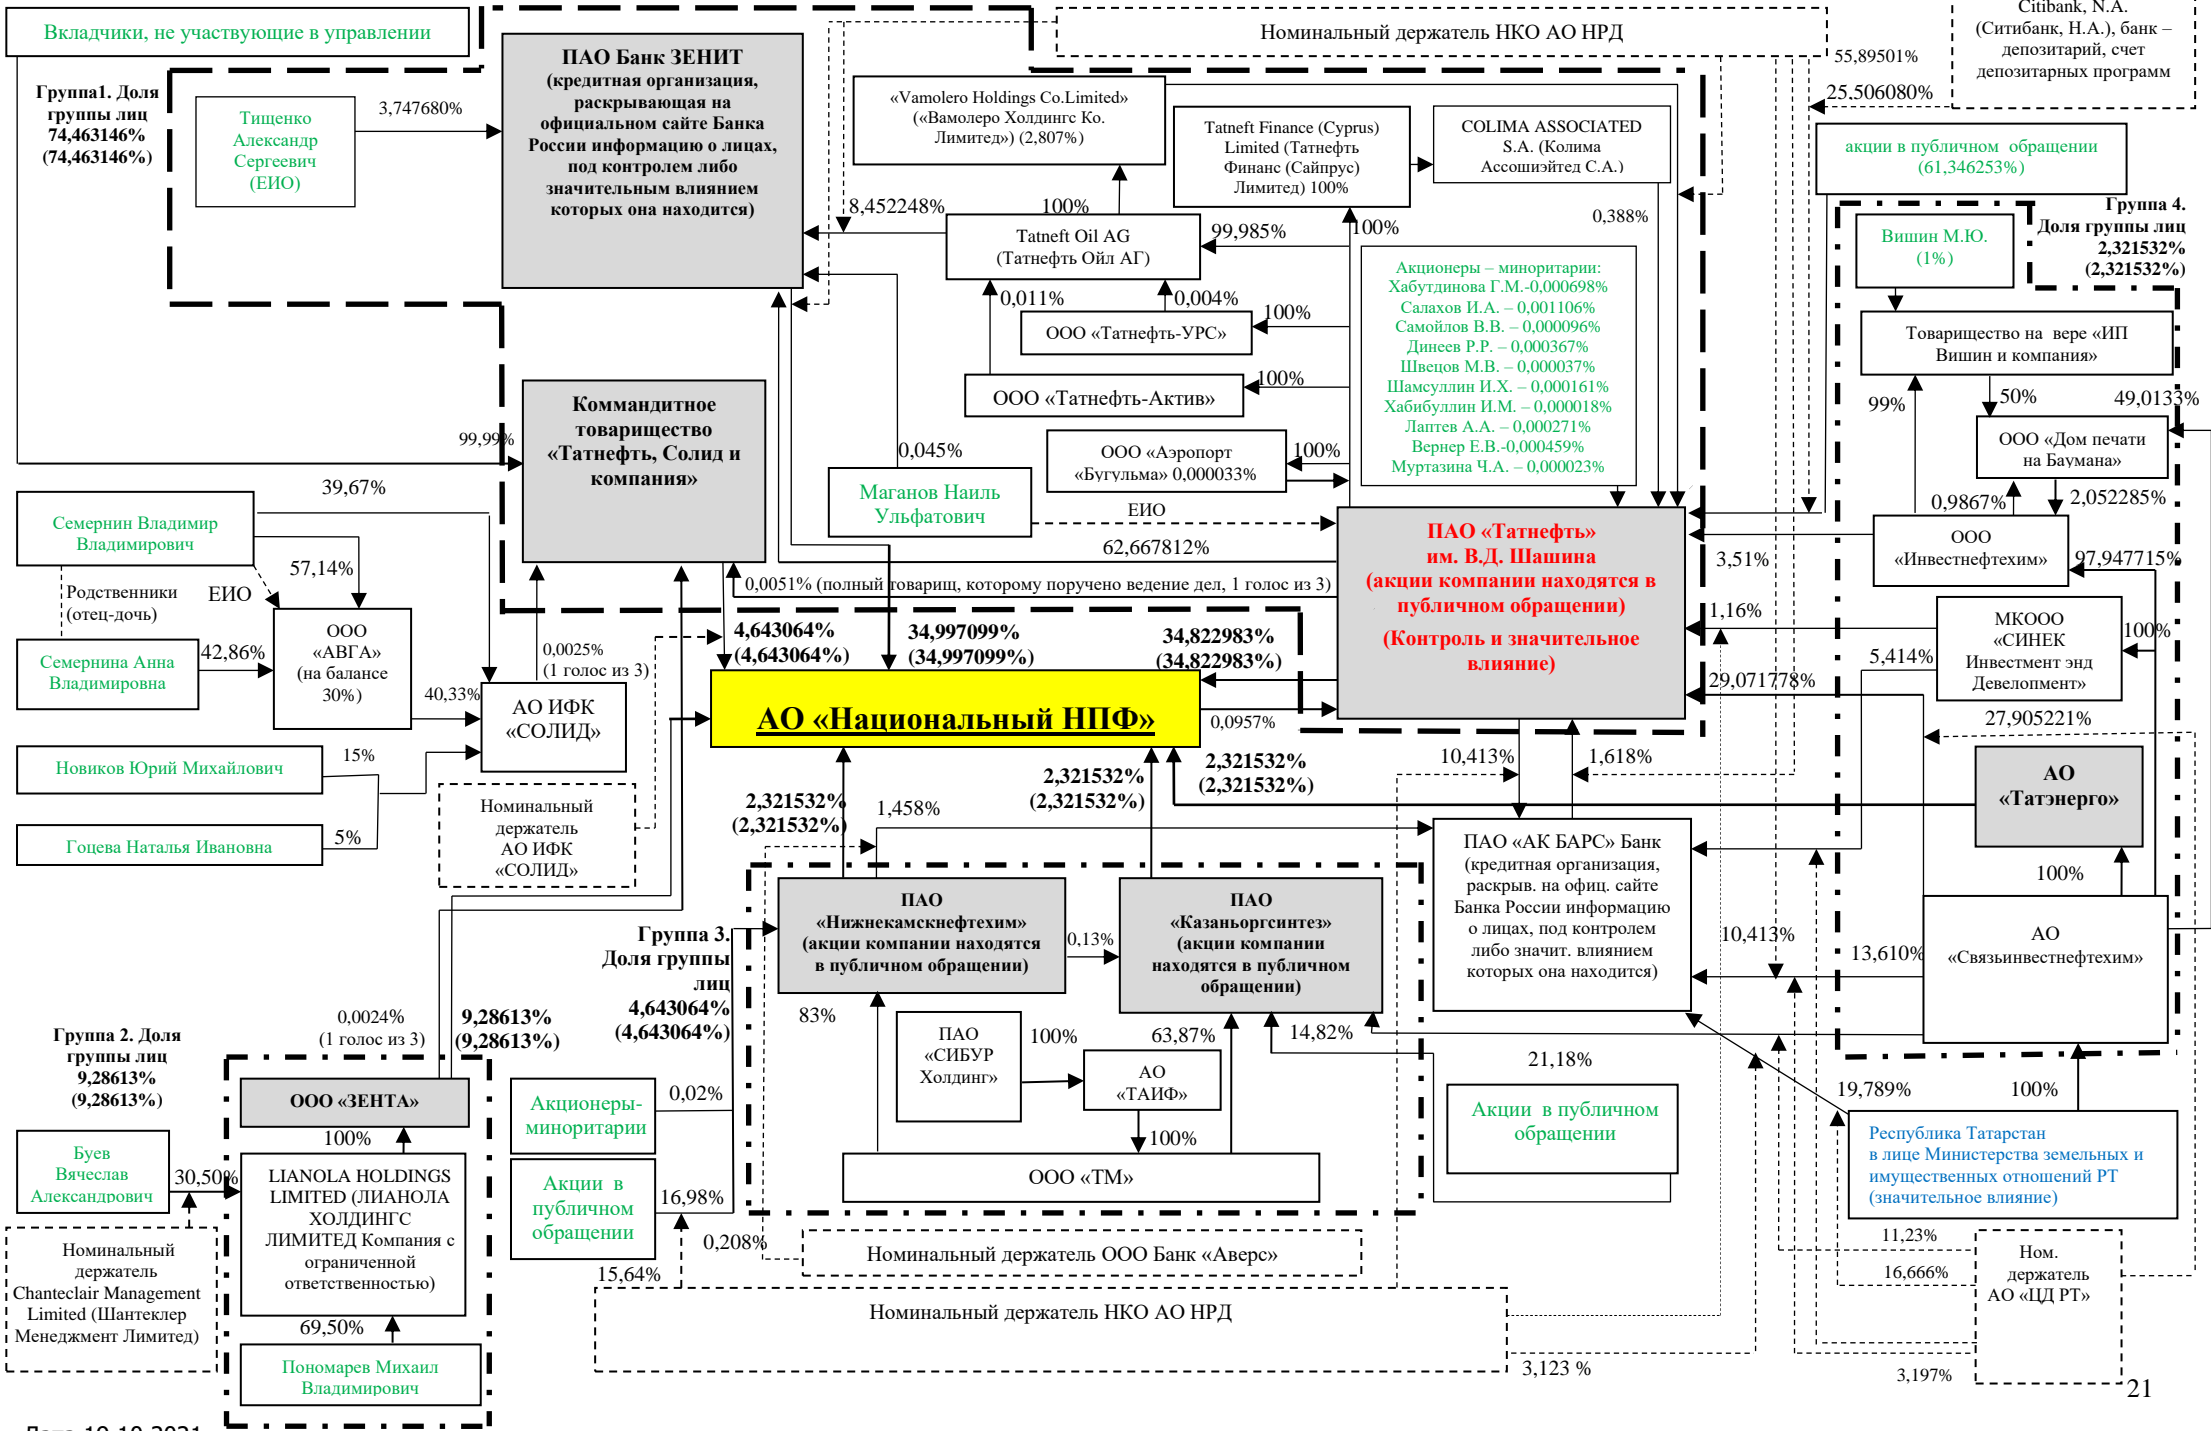 Вкладчики, не участвующие в управлении
Номинальный держатель НКО АО НРД
Citibank, N.A.
(Ситибанк, Н.А.), банк –
депозитарий, счет
депозитарных программ
55,89501%
25,506080%
Группа1. Доля
группы лиц
74,463146%
(74,463146%)
Тищенко
Александр
Сергеевич
(ЕИО)
3,747680%
ПАО Банк ЗЕНИТ
(кредитная организация,
раскрывающая на
официальном сайте Банка
России информацию о лицах,
под контролем либо
значительным влиянием
которых она находится)
«Vamolero Holdings Co.Limited»
(«Вамолеро Холдингс Ко.
Лимитед») (2,807%)
Tatneft Finance (Cyprus)
Limited (Татнефть
Финанс (Сайпрус)
Лимитед) 100%
COLIMA ASSOCIATED
S.A. (Колима
Ассошиэйтед С.А.)
акции в публичном обращении
(61,346253%)
8,452248%
100%
Tatneft Oil AG
(Татнефть Ойл АГ)
99,985%
100%
0,388%
Группа 4.
Доля группы лиц
2,321532%
(2,321532%)
Вишин М.Ю.
(1%)
Акционеры – миноритарии:
Хабутдинова Г.М.-0,000698%
Салахов И.А. – 0,001106%
Самойлов В.В. – 0,000096%
Динеев Р.Р. – 0,000367%
Швецов М.В. – 0,000037%
Шамсуллин И.Х. – 0,000161%
Хабибуллин И.М. – 0,000018%
Лаптев А.А. – 0,000271%
Вернер Е.В.-0,000459%
Муртазина Ч.А. – 0,000023%
0,011%
0,004%
ООО «Татнефть-УРС»
100%
ООО «Татнефть-Актив»
100%
ООО «Аэропорт
«Бугульма» 0,000033%
100%
Товарищество на вере «ИП
Вишин и компания»
99%
50%
49,0133%
ООО «Дом печати
на Баумана»
0,9867%
2,052285%
ООО
«Инвестнефтехим»
97,947715%
3,51%
Коммандитное
товарищество
«Татнефть, Солид и
компания»
99,99%
0,045%
Маганов Наиль
Ульфатович
ЕИО
62,667812%
0,0051% (полный товарищ, которому поручено ведение дел, 1 голос из 3)
ПАО «Татнефть»
им. В.Д. Шашина
(акции компании находятся в
публичном обращении)
(Контроль и значительное
влияние)
39,67%
Семернин Владимир
Владимирович
57,14%
Родственники
(отец-дочь)
ЕИО
Семернина Анна
Владимировна
42,86%
ООО
«АВГА»
(на балансе
30%)
40,33%
0,0025%
(1 голос из 3)
АО ИФК
«СОЛИД»
Новиков Юрий Михайлович
15%
Гоцева Наталья Ивановна
5%
4,643064%
(4,643064%)
34,997099%
(34,997099%)
34,822983%
(34,822983%)
АО «Национальный НПФ»
0,0957%
1,16%
МКООО
«СИНЕК
Инвестмент энд
Девелопмент»
100%
5,414%
29,071778%
27,905221%
АО
«Татэнерго»
100%
Номинальный
держатель
АО ИФК
«СОЛИД»
2,321532%
(2,321532%)
1,458%
2,321532%
(2,321532%)
2,321532%
(2,321532%)
10,413%
1,618%
ПАО «АК БАРС» Банк
(кредитная организация,
раскрыв. на офиц. сайте
Банка России информацию
о лицах, под контролем
либо значит. влиянием
которых она находится)
10,413%
13,610%
АО
«Связьинвестнефтехим»
Группа 3.
Доля группы
лиц
4,643064%
(4,643064%)
ПАО
«Нижнекамскнефтехим»
(акции компании находятся
в публичном обращении)
0,13%
ПАО
«Казаньоргсинтез»
(акции компании
находятся в публичном
обращении)
83%
ПАО
«СИБУР
Холдинг»
100%
АО
«ТАИФ»
63,87%
14,82%
100%
ООО «ТМ»
21,18%
Акции в публичном
обращении
19,789%
100%
Республика Татарстан
в лице Министерства земельных и
имущественных отношений РТ
(значительное влияние)
Группа 2. Доля
группы лиц
9,28613%
(9,28613%)
0,0024%
(1 голос из 3)
9,28613%
(9,28613%)
ООО «ЗЕНТА»
100%
Буев
Вячеслав
Александрович
30,50%
LIANOLA HOLDINGS
LIMITED (ЛИАНОЛА
ХОЛДИНГС
ЛИМИТЕД Компания с
ограниченной
ответственностью)
69,50%
Пономарев Михаил
Владимирович
Номинальный
держатель
Chanteclair Management
Limited (Шантеклер
Менеджмент Лимитед)
Акционеры-
миноритарии
0,02%
Акции в
публичном
обращении
16,98%
0,208%
15,64%
Номинальный держатель ООО Банк «Аверс»
Номинальный держатель НКО АО НРД
3,123 %
11,23%
16,666%
Ном.
держатель
АО «ЦД РТ»
3,197%
21